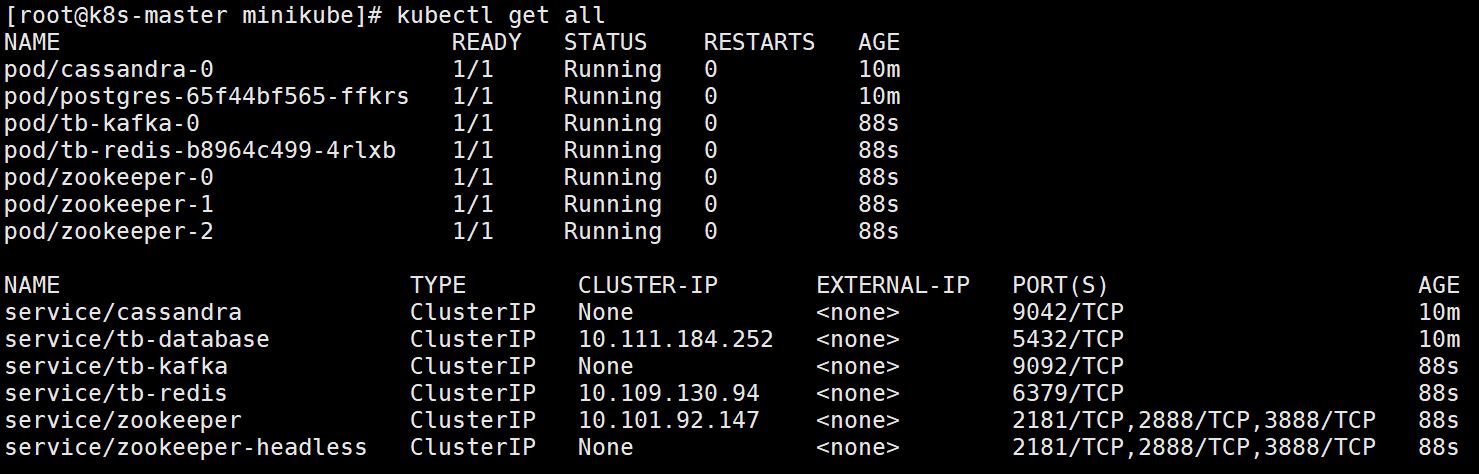 [root@k8s-master minikube]# kubectl get all
NAME                            READY   STATUS    RESTARTS   AGE
pod/cassandra-0                 1/1     Running   0          10m
pod/postgres-65f44bf565-ffkrs   1/1     Running   0          10m
pod/tb-kafka-0                  1/1     Running   0          88s
pod/tb-redis-b8964c499-4rlxb    1/1     Running   0          88s
pod/zookeeper-0                 1/1     Running   0          88s
pod/zookeeper-1                 1/1     Running   0          88s
pod/zookeeper-2                 1/1     Running   0          88s

NAME                         TYPE        CLUSTER-IP       EXTERNAL-IP   PORT(S)                      AGE
service/cassandra            ClusterIP   None             <none>        9042/TCP                     10m
service/tb-database          ClusterIP   10.111.184.252   <none>        5432/TCP                     10m
service/tb-kafka             ClusterIP   None             <none>        9092/TCP                     88s
service/tb-redis             ClusterIP   10.109.130.94    <none>        6379/TCP                     88s
service/zookeeper            ClusterIP   10.101.92.147    <none>        2181/TCP,2888/TCP,3888/TCP   88s
service/zookeeper-headless   ClusterIP   None             <none>        2181/TCP,2888/TCP,3888/TCP   88s